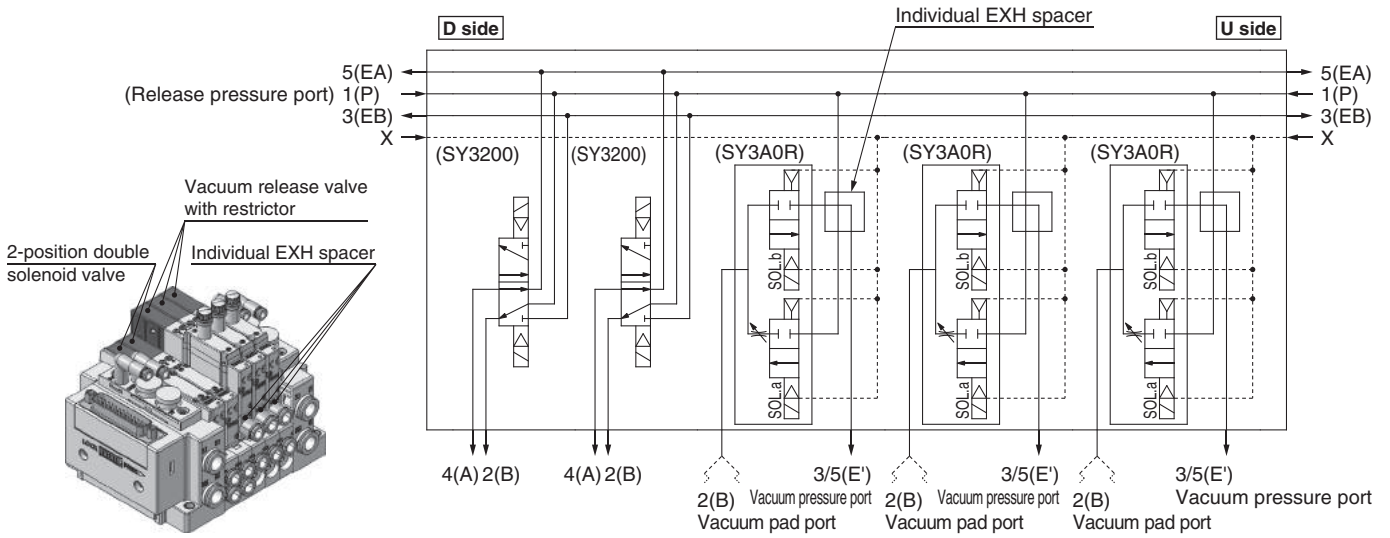 D side
Individual EXH spacer
U side
5(EA)
5(EA)
(Release pressure port) 1(P)
1(P)
3(EB)
3(EB)
X
X
(SY3200)
(SY3200)
(SY3A0R)
(SY3A0R)
(SY3A0R)
Vacuum release valve
with restrictor
2-position double
solenoid valve
Individual EXH spacer
SOL.b
SOL.b
SOL.b
SOL.a
SOL.a
SOL.a
4(A) 2(B)
4(A) 2(B)
2(B)
Vacuum pad port
3/5(E')
Vacuum pressure port
2(B)
Vacuum pad port
3/5(E')
Vacuum pressure port
2(B)
Vacuum pad port
3/5(E')
Vacuum pressure port